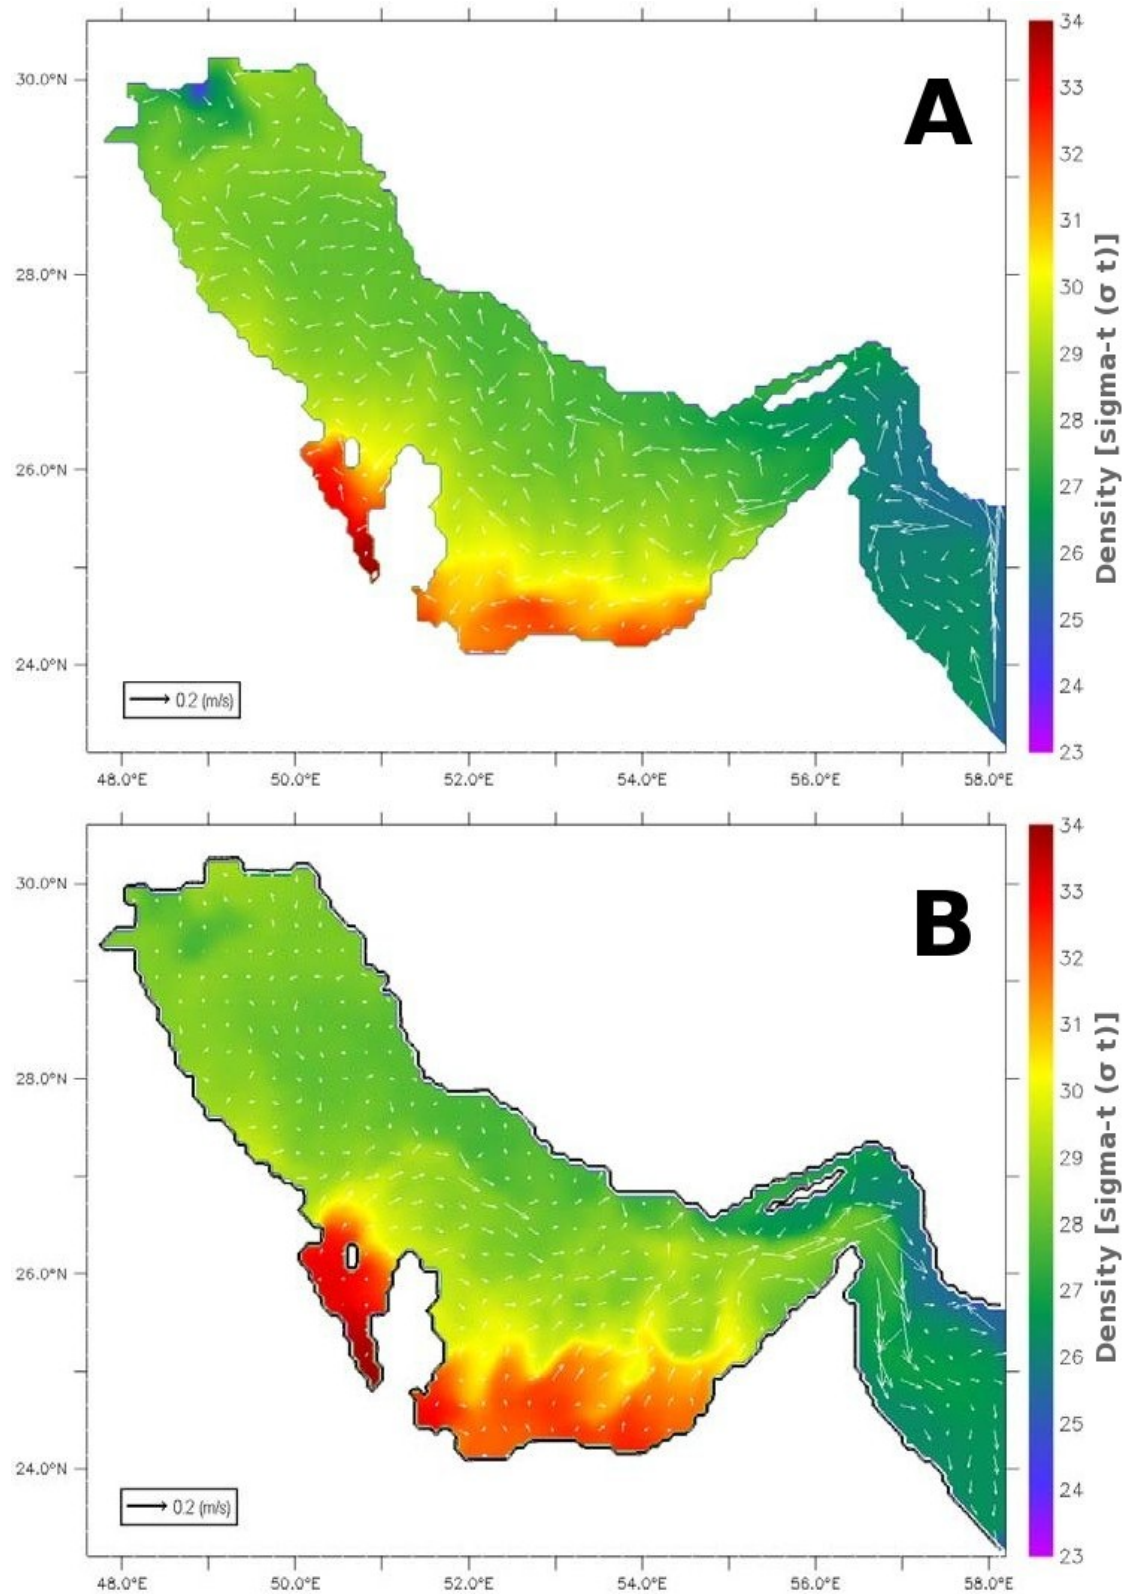 A
34
33
32
31
30
29
28
27
26
25
24
23
Density [sigma-t (σ t)]
30.0°N
28.0°N
26.0°N
24.0°N
0.2 (m/s)
48.0°E
50.0°E
52.0°E
54.0°E
56.0°E
58.0°E
B
34
33
32
31
30
29
28
27
26
25
24
23
Density [sigma-t (σ t)]
30.0°N
28.0°N
26.0°N
24.0°N
0.2 (m/s)
48.0°E
50.0°E
52.0°E
54.0°E
56.0°E
58.0°E